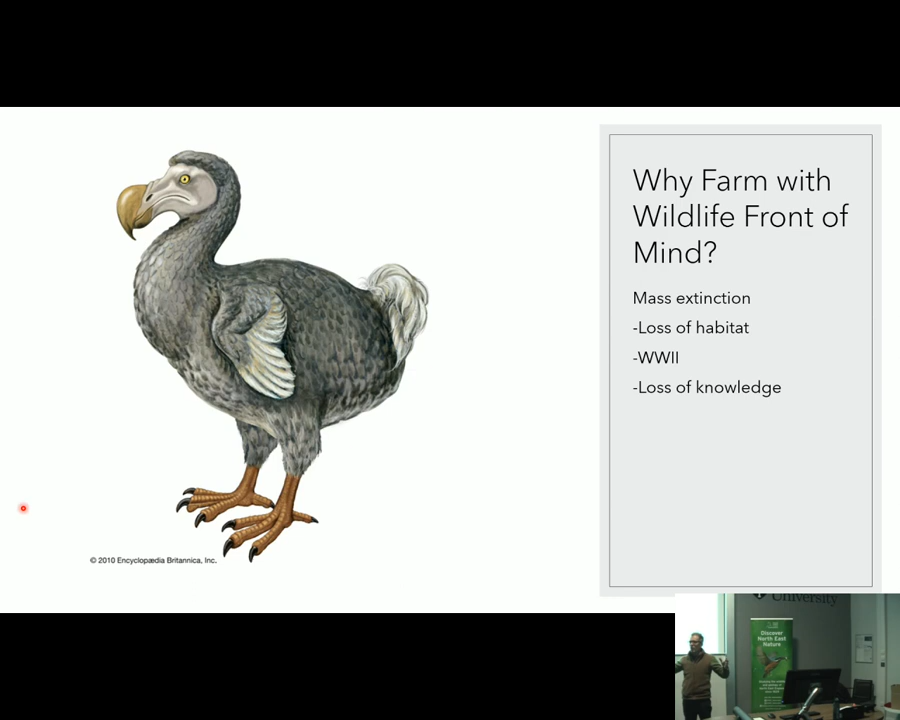 Why Farm with
Wildlife Front of
Mind?
Mass extinction
-Loss of habitat
-WWII
-Loss of knowledge
© 2010 Encyclopædia Britannica, Inc.
University
Discover
North East
Nature